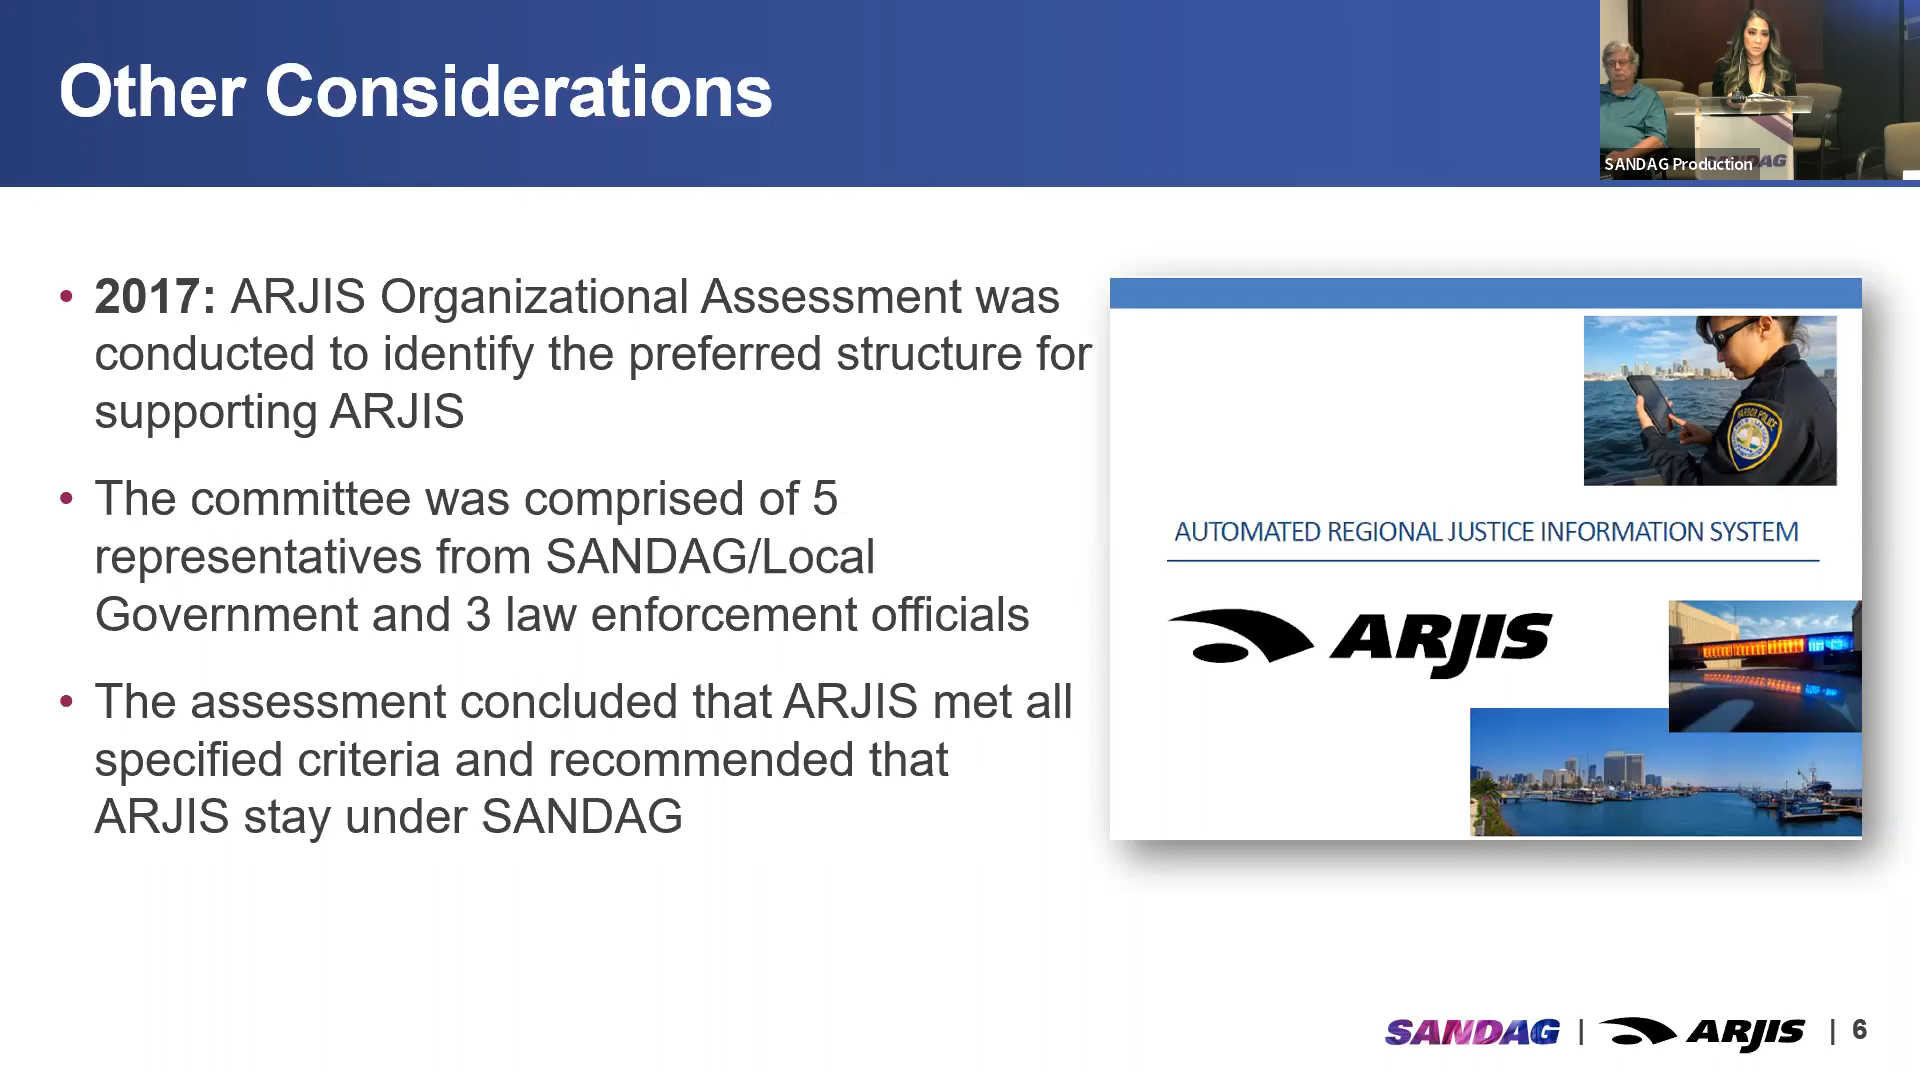 Other Considerations
SANDAG Production
• 2017: ARJIS Organizational Assessment was
conducted to identify the preferred structure for
supporting ARJIS
• The committee was comprised of 5
representatives from SANDAG/Local
Government and 3 law enforcement officials
• The assessment concluded that ARJIS met all
specified criteria and recommended that
ARJIS stay under SANDAG
HARBOR POLICE
AUTOMATED REGIONAL JUSTICE INFORMATION SYSTEM
ARJIS
SANDAG | ARJIS | 6